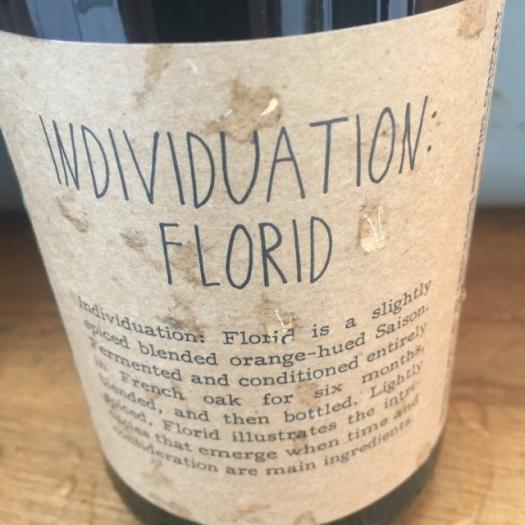 INDIVIDUATION:
FLORID
Individuation: Florid is a slightly
spiced blended orange-hued Saison.
Fermented and conditioned entirely
in French oak for six months,
blended, and then bottled. Lightly
spiced, Florid illustrates the intri-
cacies that emerge when time and
consideration are main ingredients.